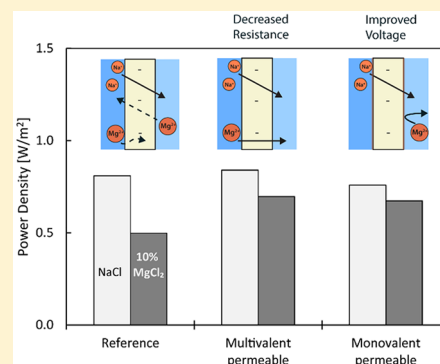 Decreased Resistance
Improved Voltage
1.5
1.0
0.5
0.0
Power Density [W/m²]
Na⁺
Na⁺
Mg²⁺
Mg²⁺
-
-
-
Na⁺
Na⁺
Mg²⁺
-
-
-
Na⁺
Na⁺
Mg²⁺
-
-
-
NaCl
10%
MgCl₂
Reference
Multivalent
permeable
Monovalent
permeable